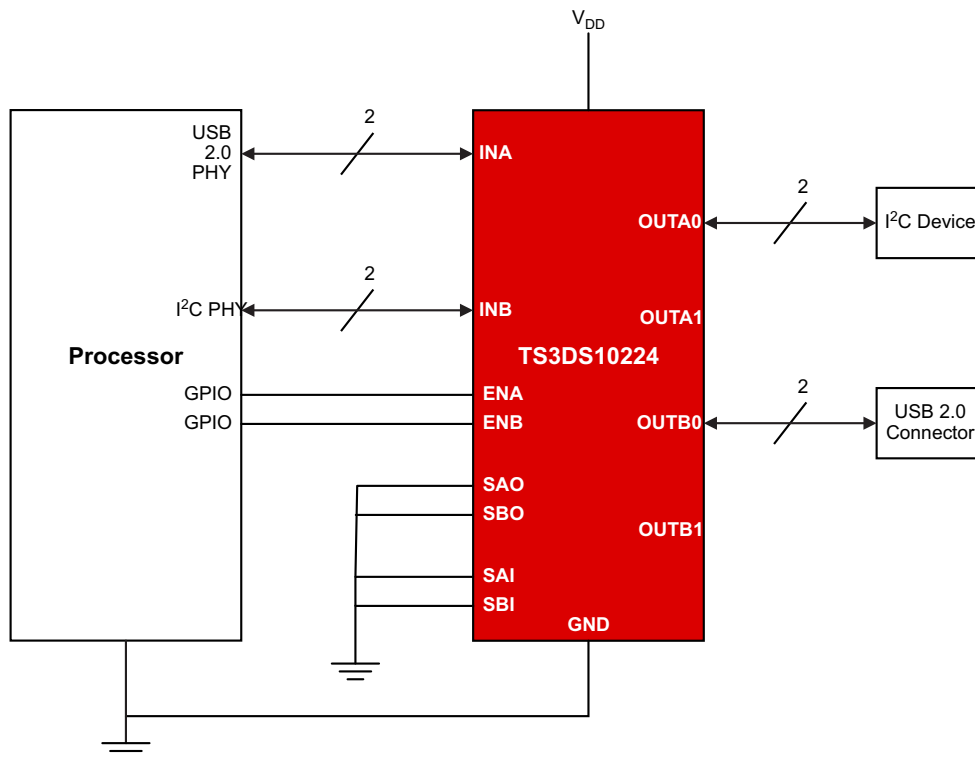 V_DD
USB
2.0
PHY
2
INA
OUTA0
2
I²C Device
I²C PHY
2
INB
OUTA1
Processor
TS3DS10224
GPIO
ENA
GPIO
ENB
OUTB0
2
USB 2.0
Connector
SAO
SBO
OUTB1
SAI
SBI
GND